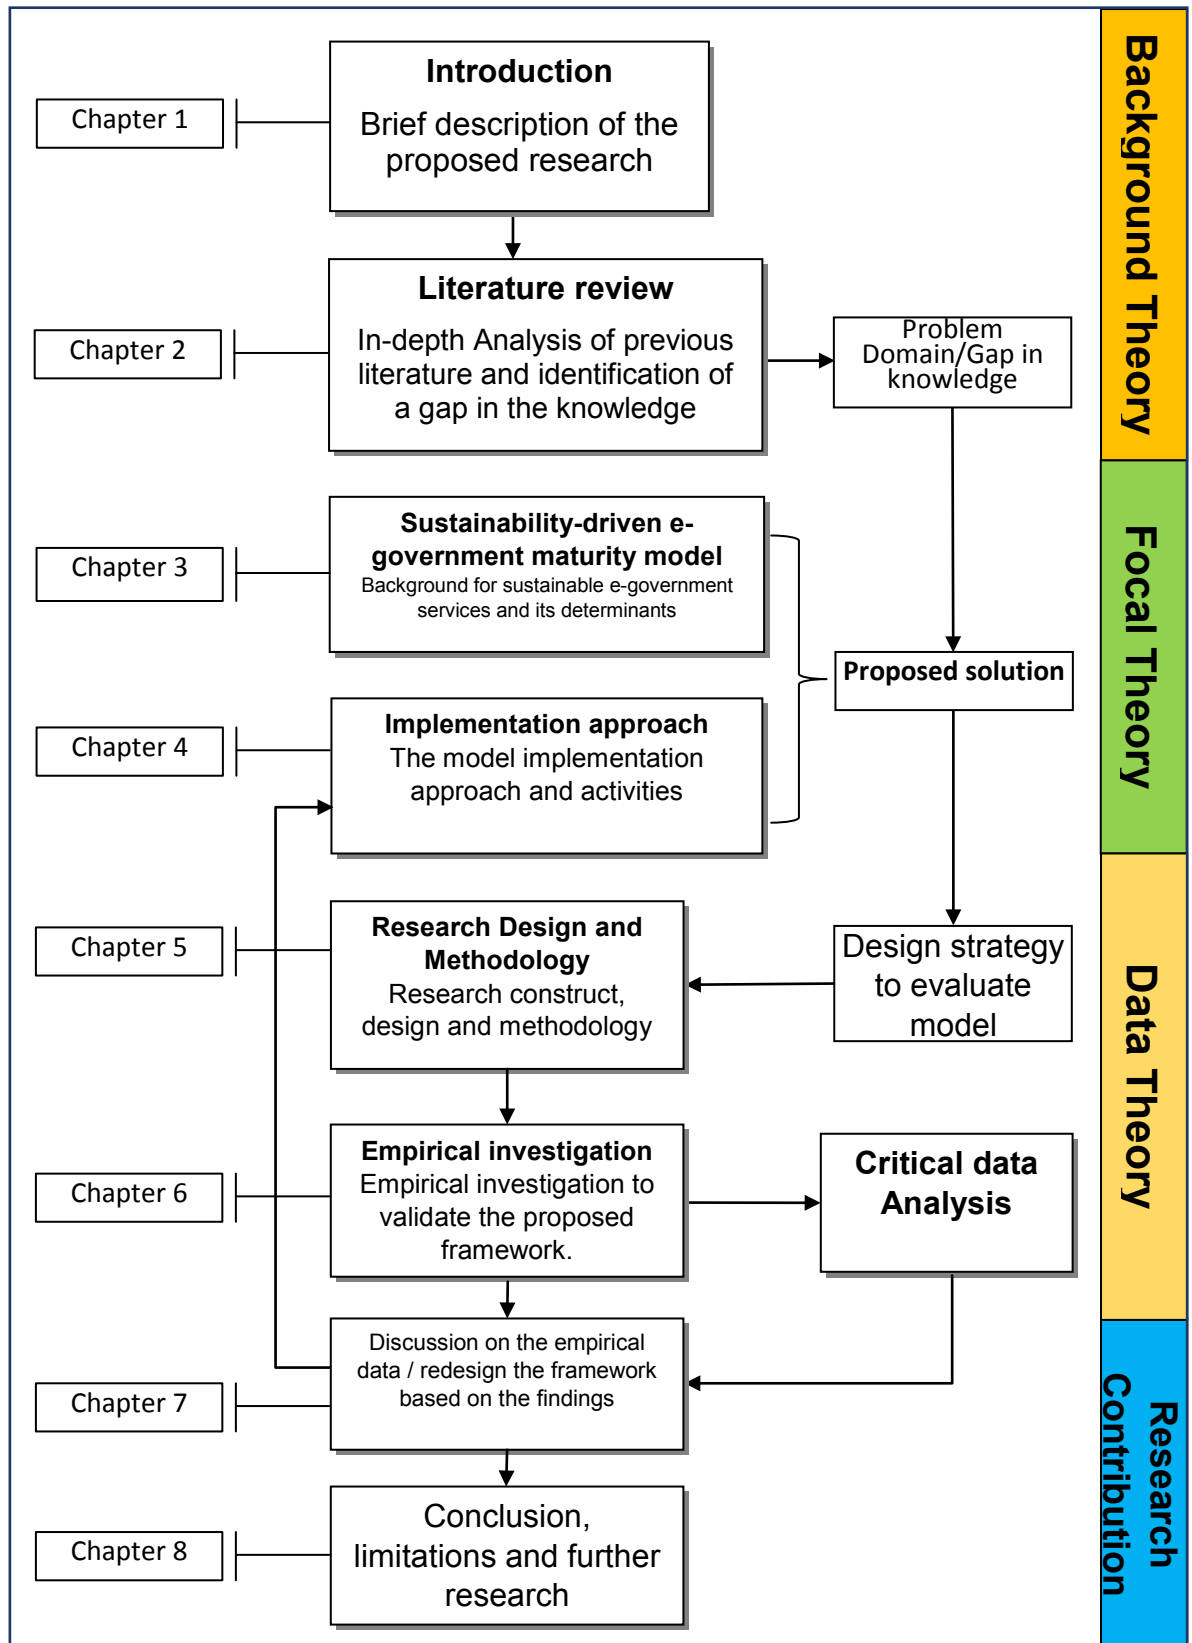 Introduction
Brief description of the
proposed research
Chapter 1
Background Theory
Literature review
In-depth Analysis of previous
literature and identification of
a gap in the knowledge
Chapter 2
Problem
Domain/Gap in
knowledge
Sustainability-driven e-
government maturity model
Background for sustainable e-government
services and its determinants
Chapter 3
Focal Theory
Proposed solution
Implementation approach
The model implementation
approach and activities
Chapter 4
Research Design and
Methodology
Research construct,
design and methodology
Chapter 5
Design strategy
to evaluate
model
Data Theory
Empirical investigation
Empirical investigation to
validate the proposed
framework.
Chapter 6
Critical data
Analysis
Discussion on the empirical
data / redesign the framework
based on the findings
Chapter 7
Research
Contribution
Conclusion,
limitations and further
research
Chapter 8